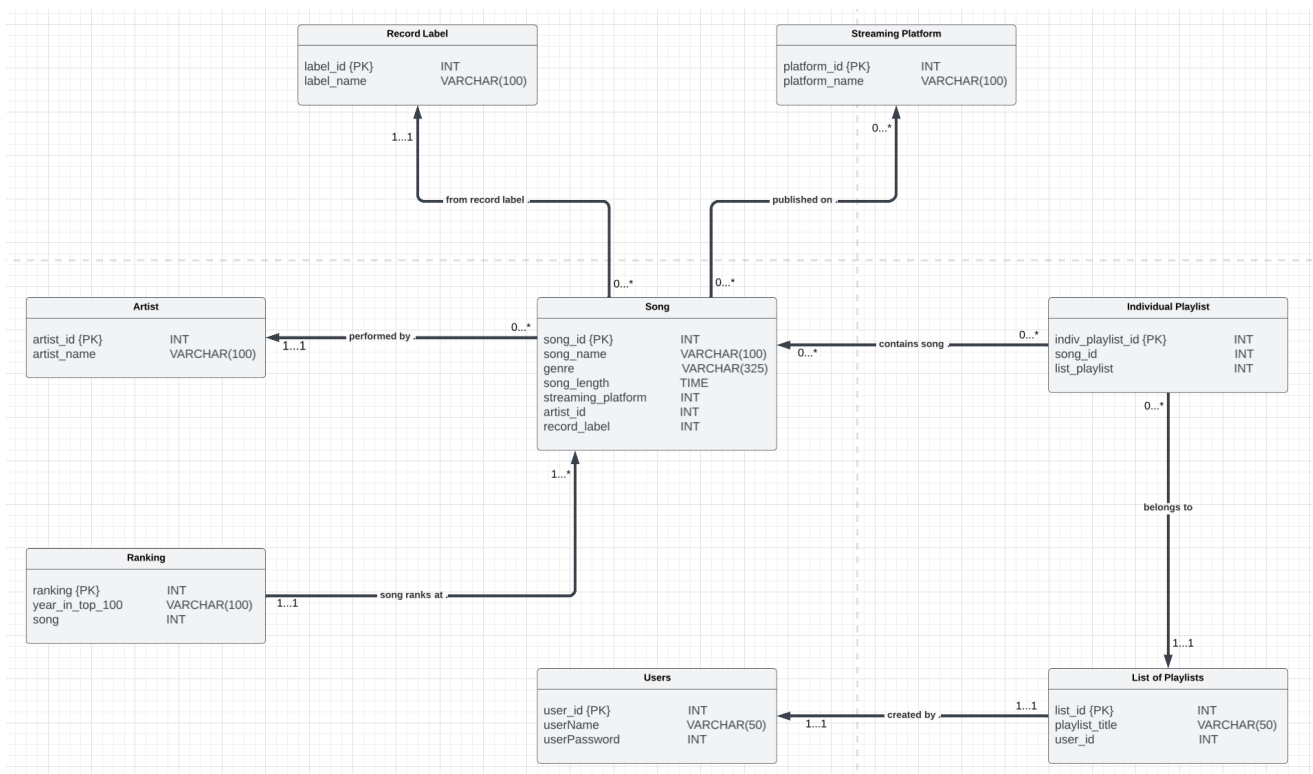 Record Label
label_id {PK} INT
label_name VARCHAR(100)
Streaming Platform
platform_id {PK} INT
platform_name VARCHAR(100)
1...1
0...*
from record label .
published on .
0...*
0...*
Artist
artist_id {PK} INT
artist_name VARCHAR(100)
1...1
performed by .
0...*
Song
song_id {PK} INT
song_name VARCHAR(100)
genre VARCHAR(325)
song_length TIME
streaming_platform INT
artist_id INT
record_label INT
0...*
contains song .
0...*
Individual Playlist
indiv_playlist_id {PK} INT
song_id INT
list_playlist INT
0...*
1...*
belongs to
Ranking
ranking {PK} INT
year_in_top_100 VARCHAR(100)
song INT
1...1
song ranks at .
1...1
Users
user_id {PK} INT
userName VARCHAR(50)
userPassword INT
1...1
created by .
1...1
List of Playlists
list_id {PK} INT
playlist_title VARCHAR(50)
user_id INT